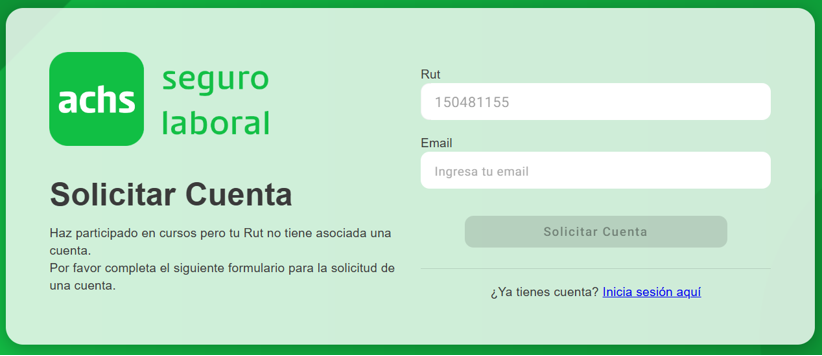 achs
seguro
laboral
Solicitar Cuenta
Haz participado en cursos pero tu Rut no tiene asociada una
cuenta.
Por favor completa el siguiente formulario para la solicitud de
una cuenta.
Rut
150481155
Email
Ingresa tu email
Solicitar Cuenta
¿Ya tienes cuenta? Inicia sesión aquí